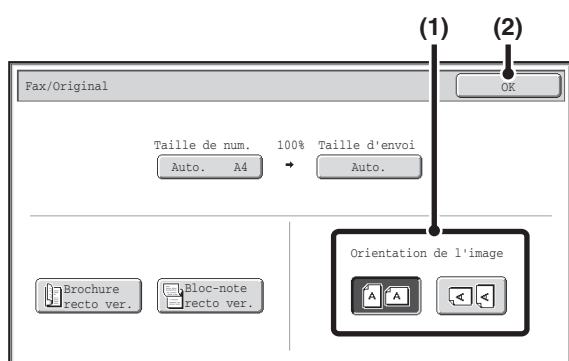 (1) (2)
Fax/Original OK
Taille de num. 100% Taille d'envoi
Auto. A4 Auto.
Orientation de l'image
Brochure
recto ver.
Bloc-note
recto ver.
A A A A